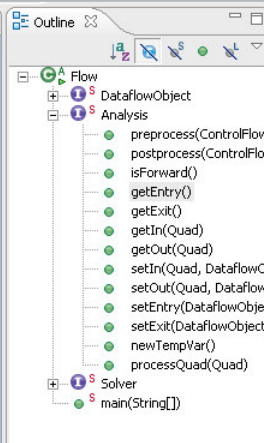 Outline
Flow
DataflowObject
Analysis
preprocess(ControlFlow
postprocess(ControlFlo
isForward()
getEntry()
getExit()
getIn(Quad)
getOut(Quad)
setIn(Quad, DataflowO
setOut(Quad, Dataflow
setEntry(DataflowObje
setExit(DataflowObject
newTempVar()
processQuad(Quad)
Solver
main(String[])